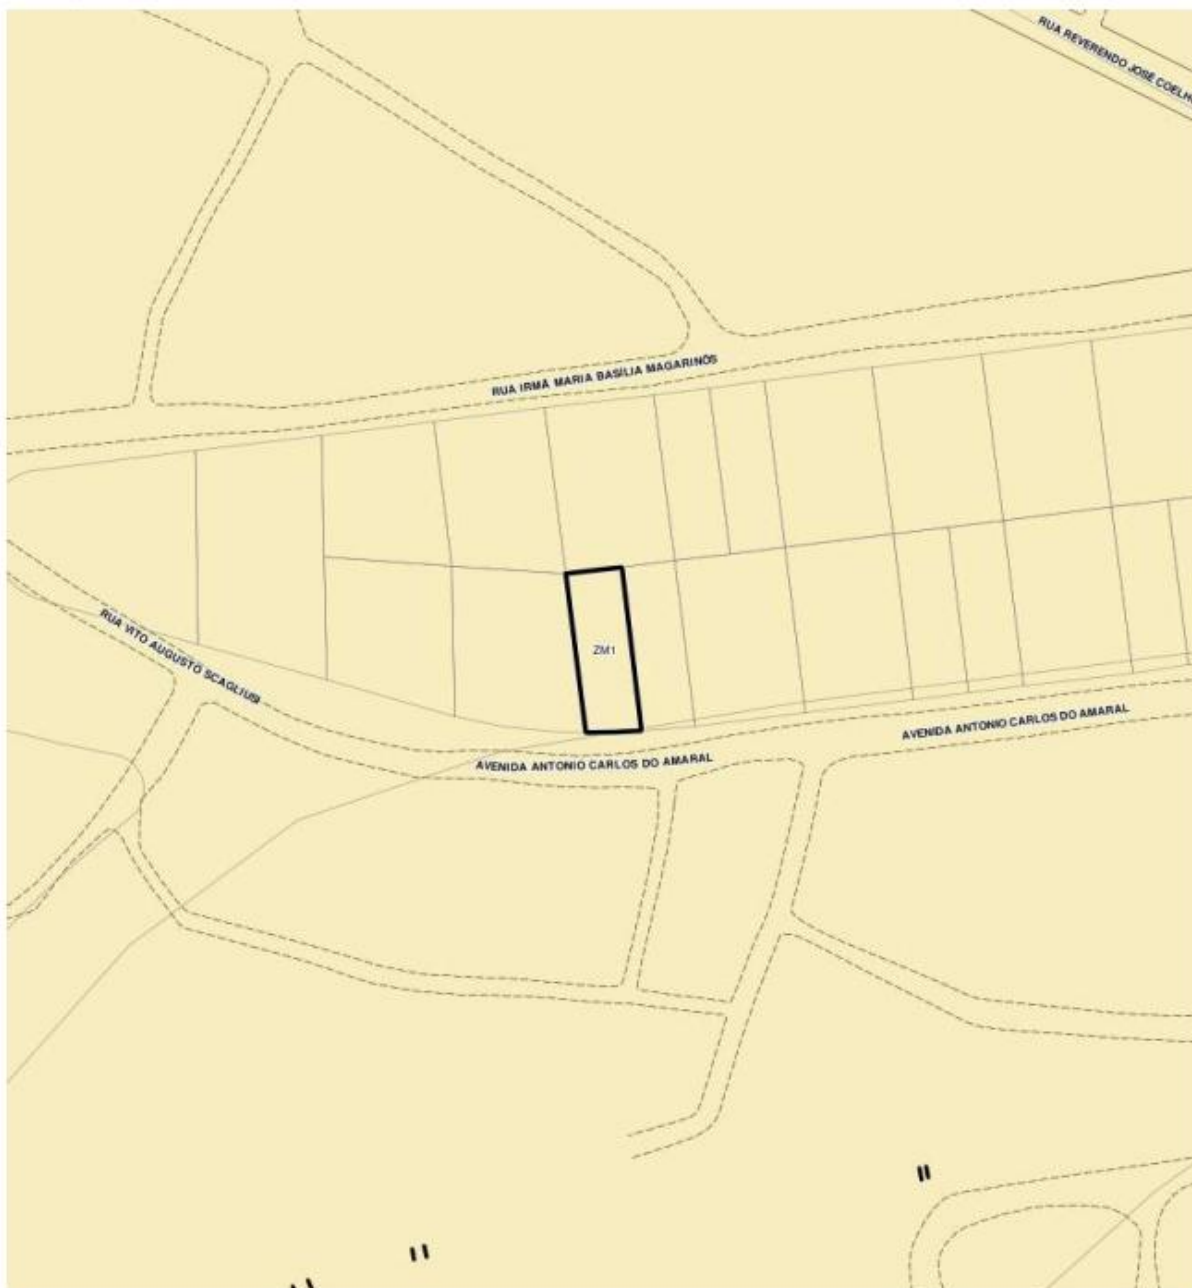 RUA REVERENDO JOSÉ COELHO
RUA IRMÃ MARIA BASILIA MAGARINOS
ZM1
RUA VITO AUGUSTO SCAGLIUSI
AVENIDA ANTONIO CARLOS DO AMARAL
AVENIDA ANTONIO CARLOS DO AMARAL